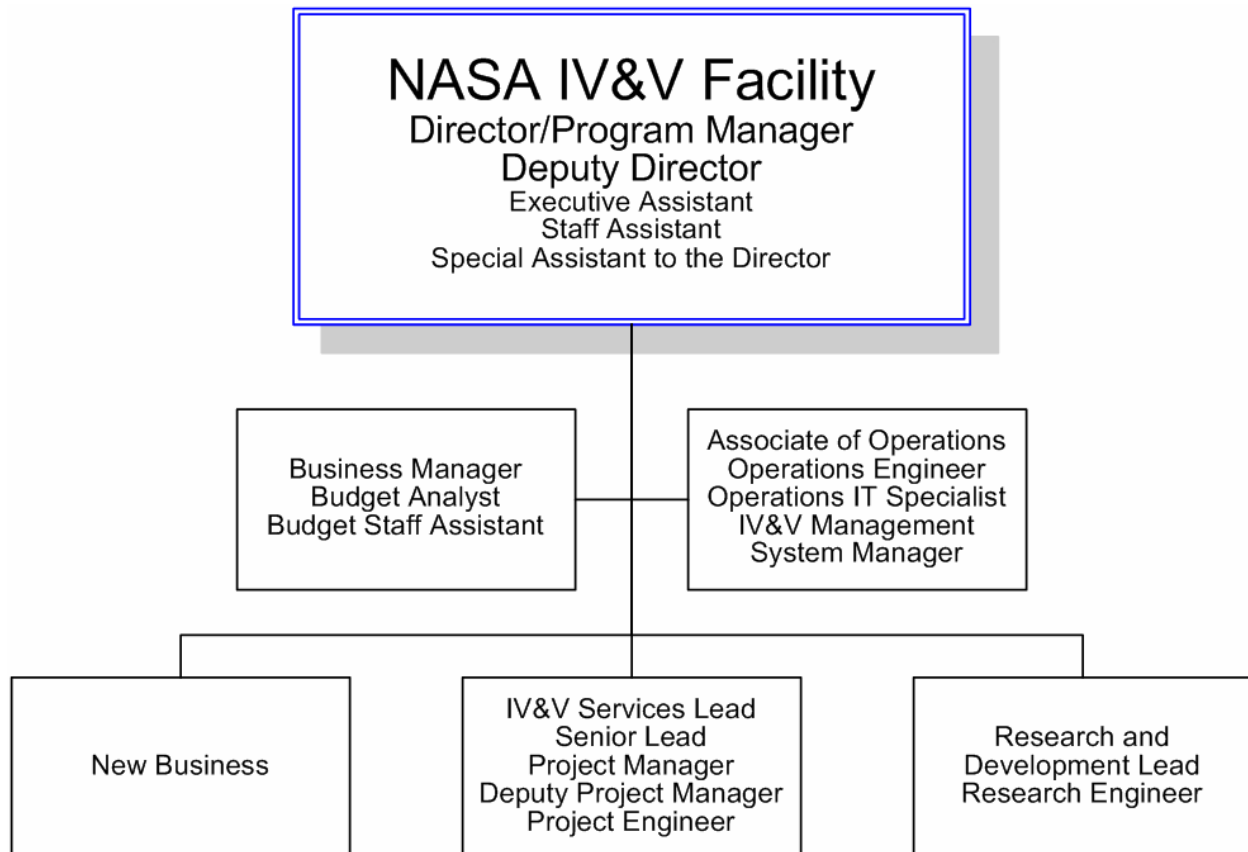 NASA IV&V Facility
Director/Program Manager
Deputy Director
Executive Assistant
Staff Assistant
Special Assistant to the Director
Business Manager
Budget Analyst
Budget Staff Assistant
Associate of Operations
Operations Engineer
Operations IT Specialist
IV&V Management
System Manager
New Business
IV&V Services Lead
Senior Lead
Project Manager
Deputy Project Manager
Project Engineer
Research and
Development Lead
Research Engineer